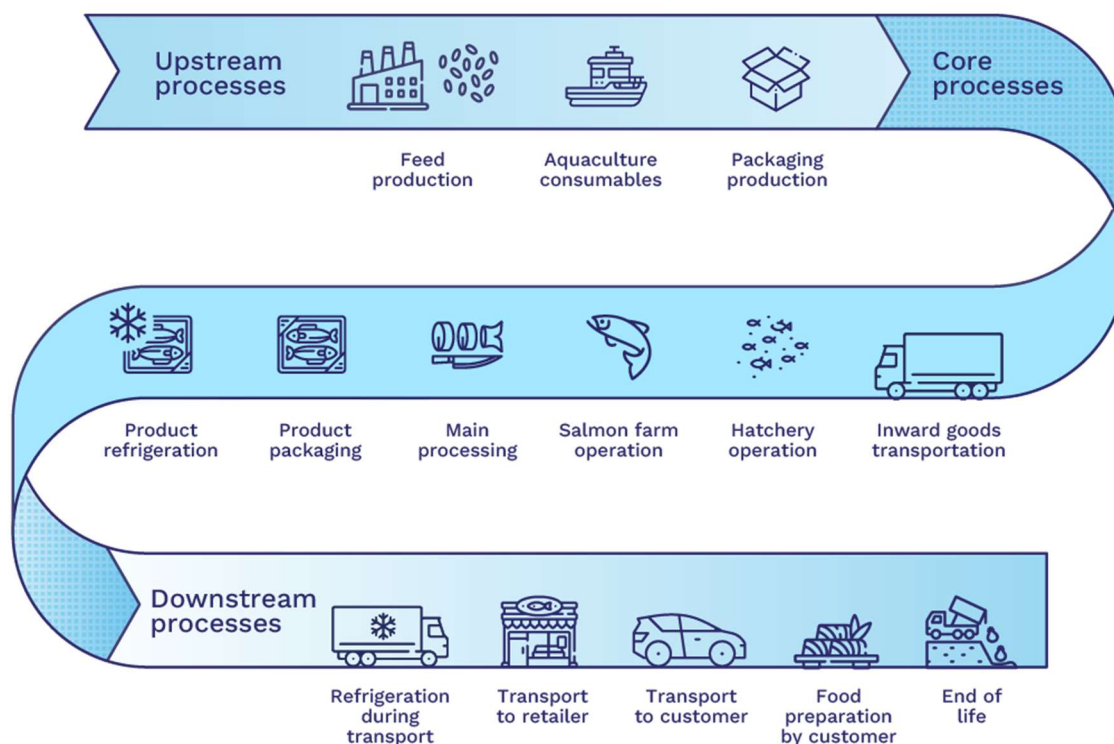 Upstream
processes
Core
processes
Feed
production
Aquaculture
consumables
Packaging
production
Product
refrigeration
Product
packaging
Main
processing
Salmon farm
operation
Hatchery
operation
Inward goods
transportation
Downstream
processes
Refrigeration
during
transport
Transport
to retailer
Transport
to customer
Food
preparation
by customer
End of
life